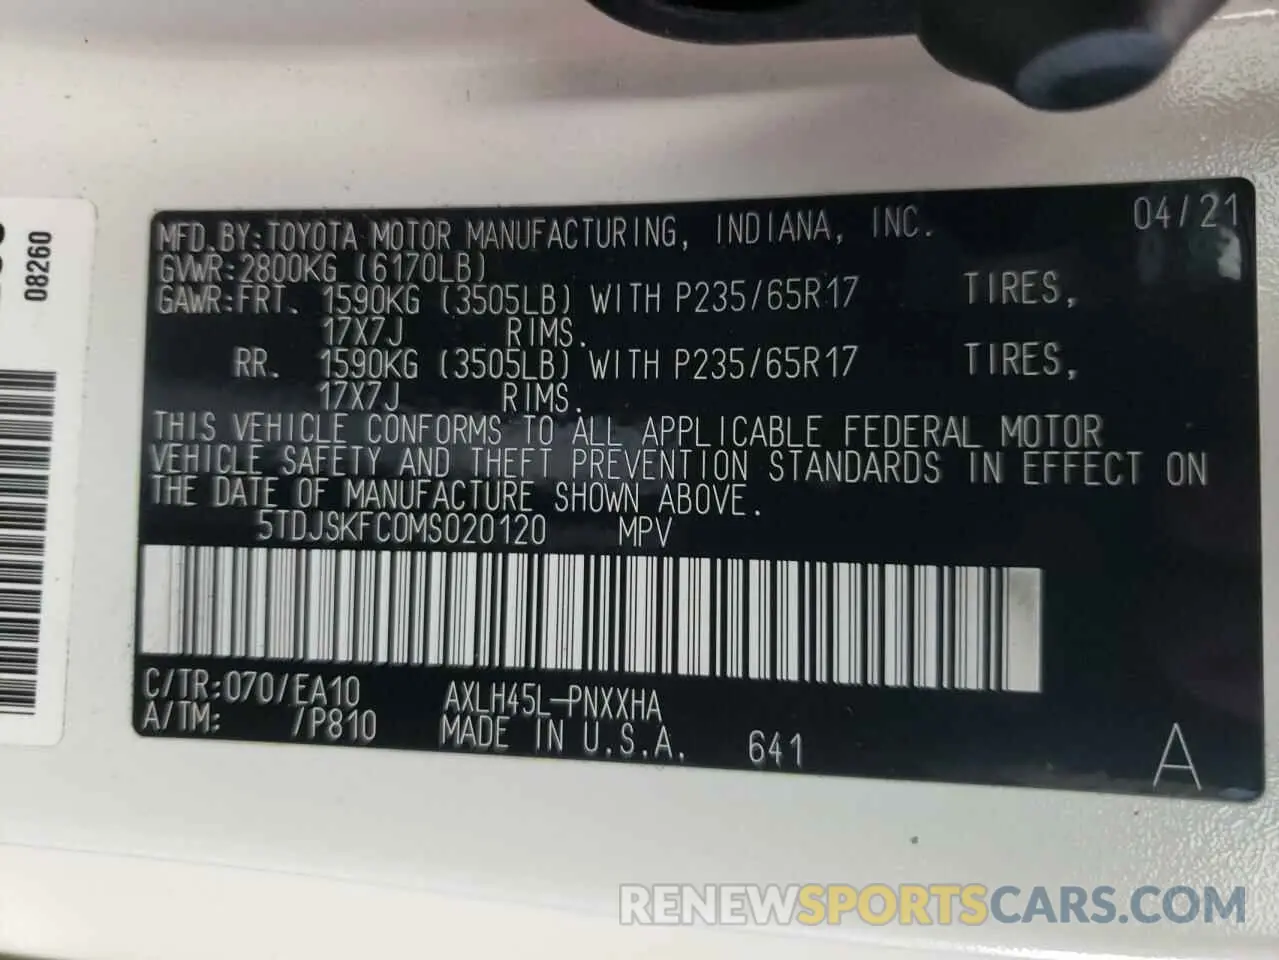 08260
MFD.BY:TOYOTA MOTOR MANUFACTURING, INDIANA, INC. 04/21
GVWR:2800KG (6170LB)
GAWR:FRT. 1590KG (3505LB) WITH P235/65R17 TIRES,
17X7J RIMS.
RR. 1590KG (3505LB) WITH P235/65R17 TIRES,
17X7J RIMS.
THIS VEHICLE CONFORMS TO ALL APPLICABLE FEDERAL MOTOR
VEHICLE SAFETY AND THEFT PREVENTION STANDARDS IN EFFECT ON
THE DATE OF MANUFACTURE SHOWN ABOVE.
5TDJSKFC0MS020120 MPV
C/TR:070/EA10 AXLH45L-PNXXHA
A/TM: /P810 MADE IN U.S.A. 641 A
RENEWSPORTSCARS.COM